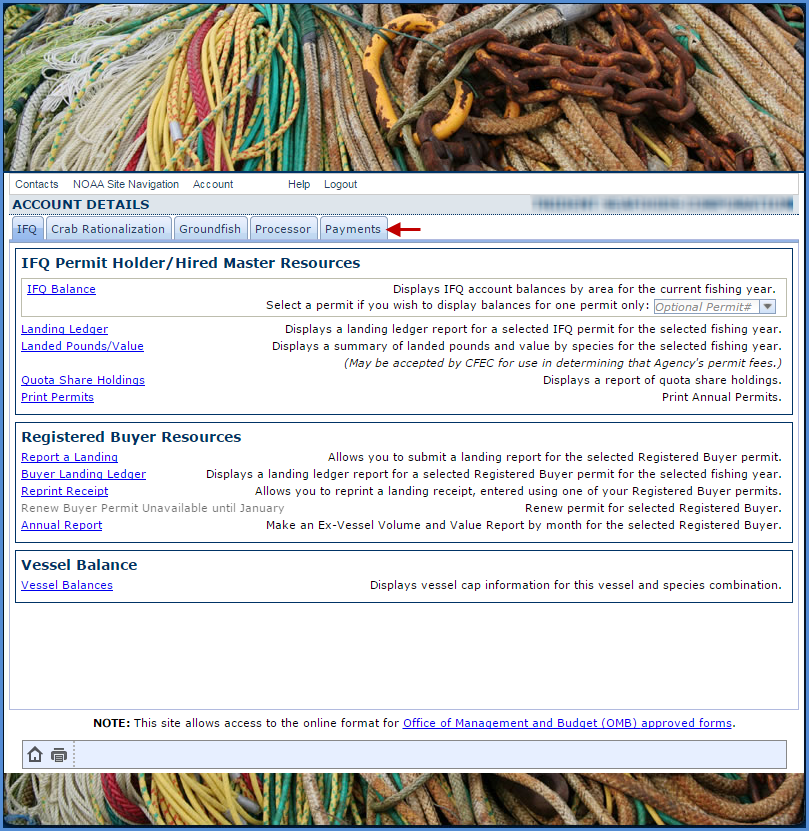 Contacts NOAA Site Navigation Account Help Logout
ACCOUNT DETAILS
IFQ Crab Rationalization Groundfish Processor Payments
IFQ Permit Holder/Hired Master Resources
IFQ Balance Displays IFQ account balances by area for the current fishing year.
Select a permit if you wish to display balances for one permit only: Optional Permit#
Landing Ledger Displays a landing ledger report for a selected IFQ permit for the selected fishing year.
Landed Pounds/Value Displays a summary of landed pounds and value by species for the selected fishing year.
(May be accepted by CFEC for use in determining that Agency's permit fees.)
Quota Share Holdings Displays a report of quota share holdings.
Print Permits Print Annual Permits.
Registered Buyer Resources
Report a Landing Allows you to submit a landing report for the selected Registered Buyer permit.
Buyer Landing Ledger Displays a landing ledger report for a selected Registered Buyer permit for the selected fishing year.
Reprint Receipt Allows you to reprint a landing receipt, entered using one of your Registered Buyer permits.
Renew Buyer Permit Unavailable until January Renew permit for selected Registered Buyer.
Annual Report Make an Ex-Vessel Volume and Value Report by month for the selected Registered Buyer.
Vessel Balance
Vessel Balances Displays vessel cap information for this vessel and species combination.
NOTE: This site allows access to the online format for Office of Management and Budget (OMB) approved forms.